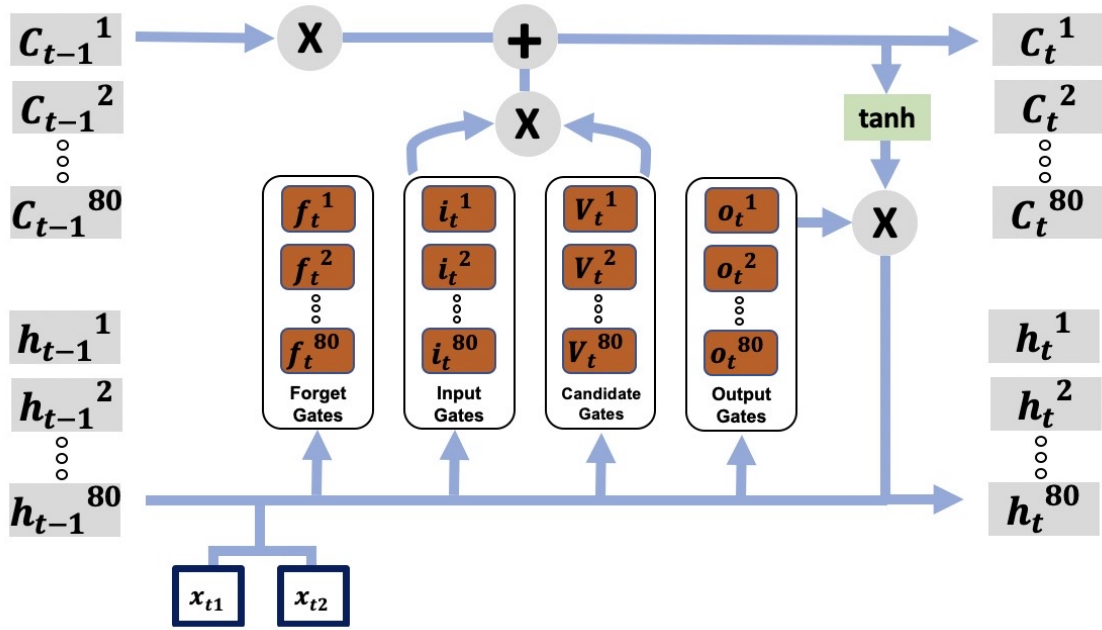 C_{t-1}^1
C_{t-1}^2
C_{t-1}^{80}
h_{t-1}^1
h_{t-1}^2
h_{t-1}^{80}
X
+
X
f_t^1
f_t^2
f_t^{80}
Forget
Gates
i_t^1
i_t^2
i_t^{80}
Input
Gates
V_t^1
V_t^2
V_t^{80}
Candidate
Gates
o_t^1
o_t^2
o_t^{80}
Output
Gates
tanh
X
x_{t1}
x_{t2}
C_t^1
C_t^2
C_t^{80}
h_t^1
h_t^2
h_t^{80}